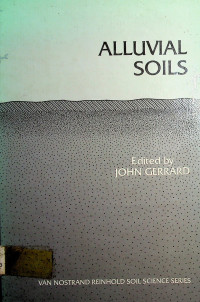 ALLUVIAL
SOILS
Edited by
JOHN GERRARD
VAN NOSTRAND REINHOLD SOIL SCIENCE SERIES